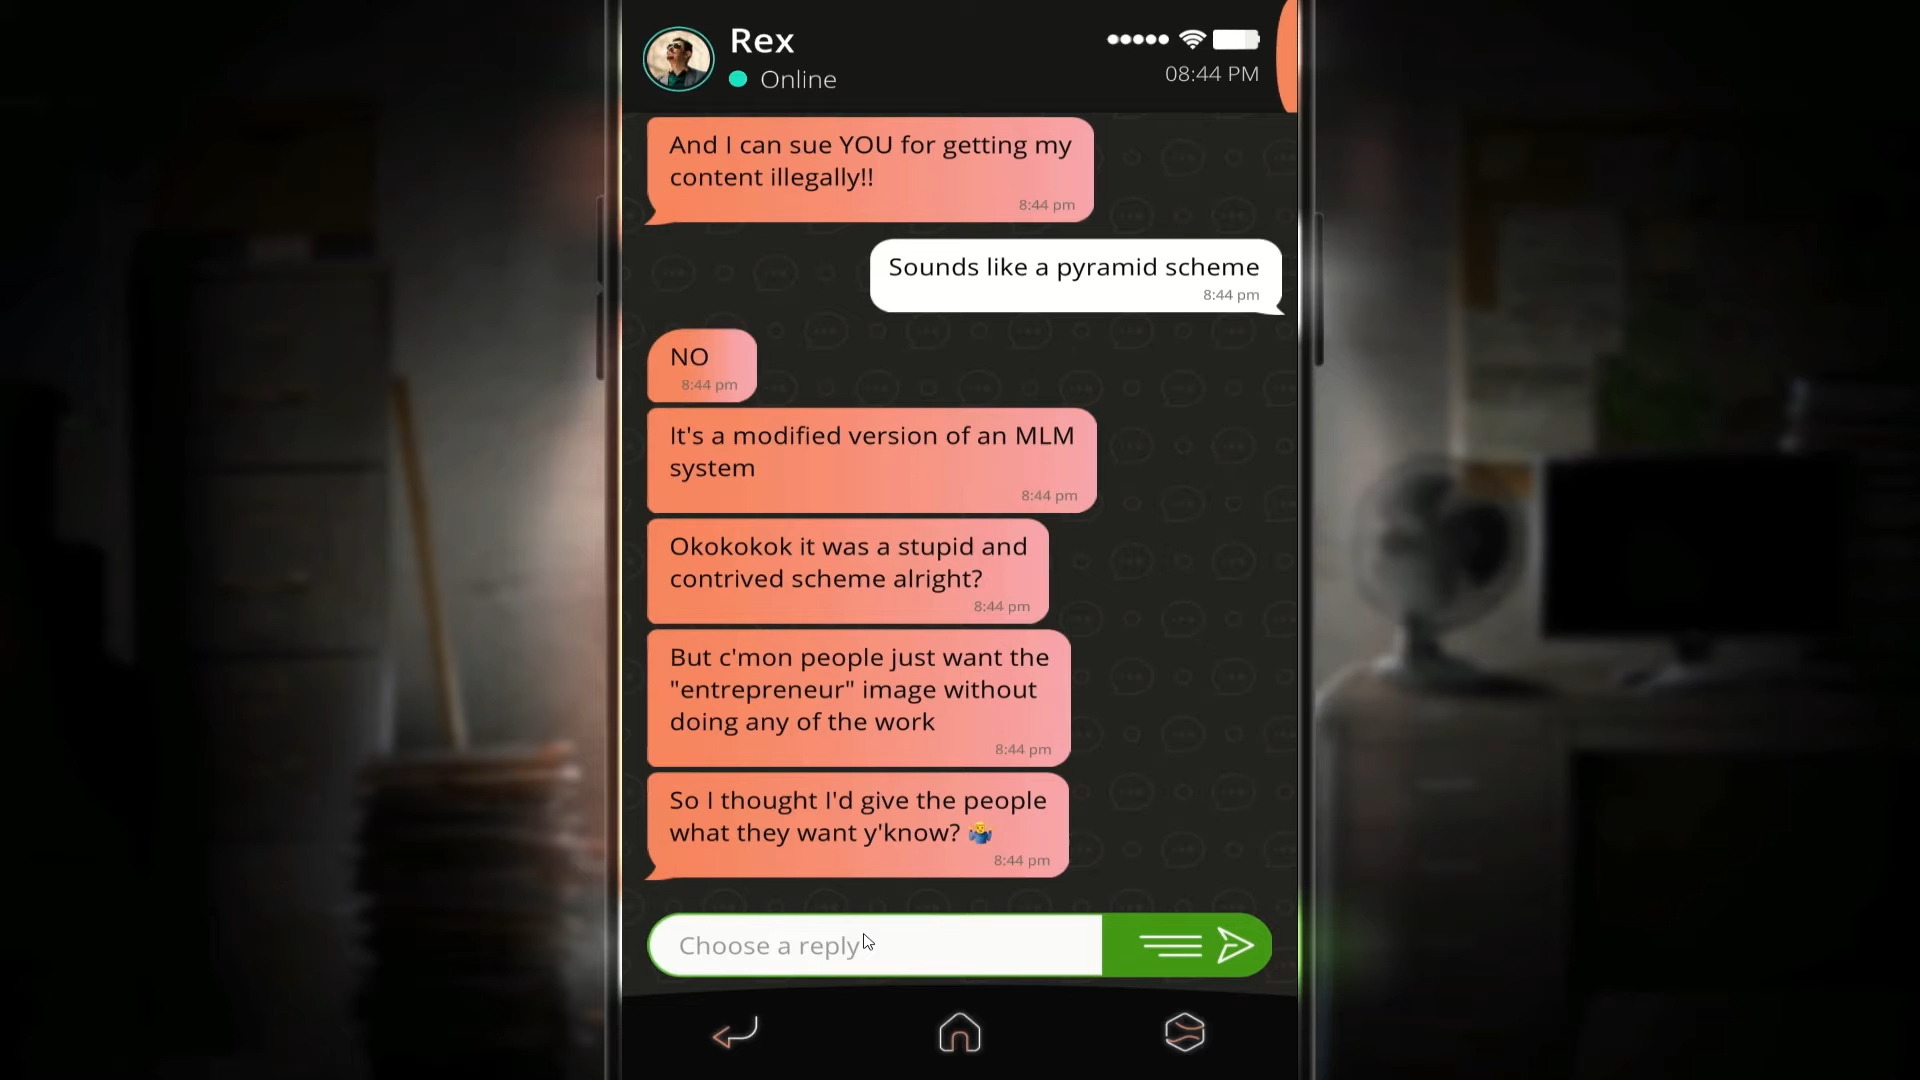 Rex
Online
08:44 PM
And I can sue YOU for getting my
content illegally!!
8:44 pm
Sounds like a pyramid scheme
8:44 pm
NO
8:44 pm
It's a modified version of an MLM
system
8:44 pm
Okokokok it was a stupid and
contrived scheme alright?
8:44 pm
But c'mon people just want the
"entrepreneur" image without
doing any of the work
8:44 pm
So I thought I'd give the people
what they want y'know? 🤷‍♂️
8:44 pm
Choose a reply